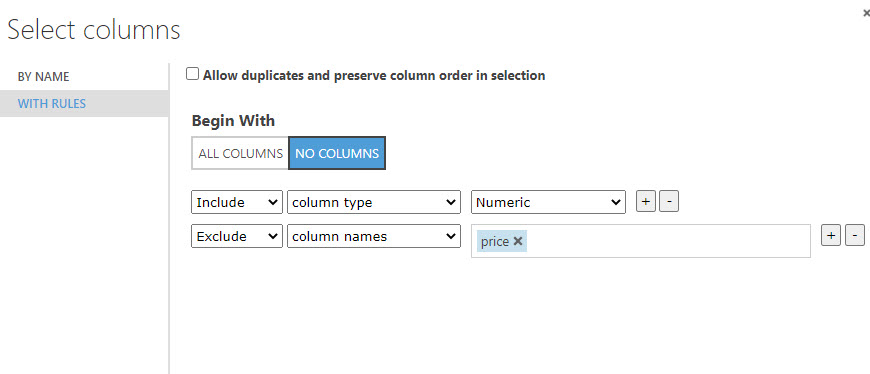 ×
Select columns
BY NAME
WITH RULES
Allow duplicates and preserve column order in selection
Begin With
ALL COLUMNS NO COLUMNS
Include column type Numeric + -
Exclude column names price × + -